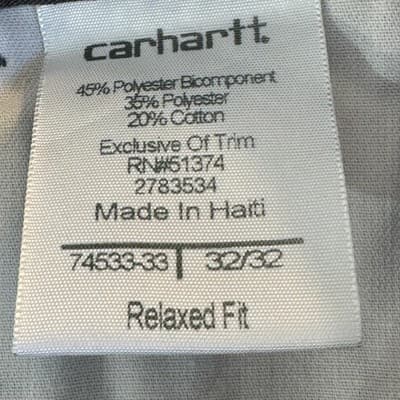 carhartt.
45% Polyester Bicomponent
35% Polyester
20% Cotton
Exclusive Of Trim
RN#51374
2783534
Made In Haiti
74533-33 32/32
Relaxed Fit